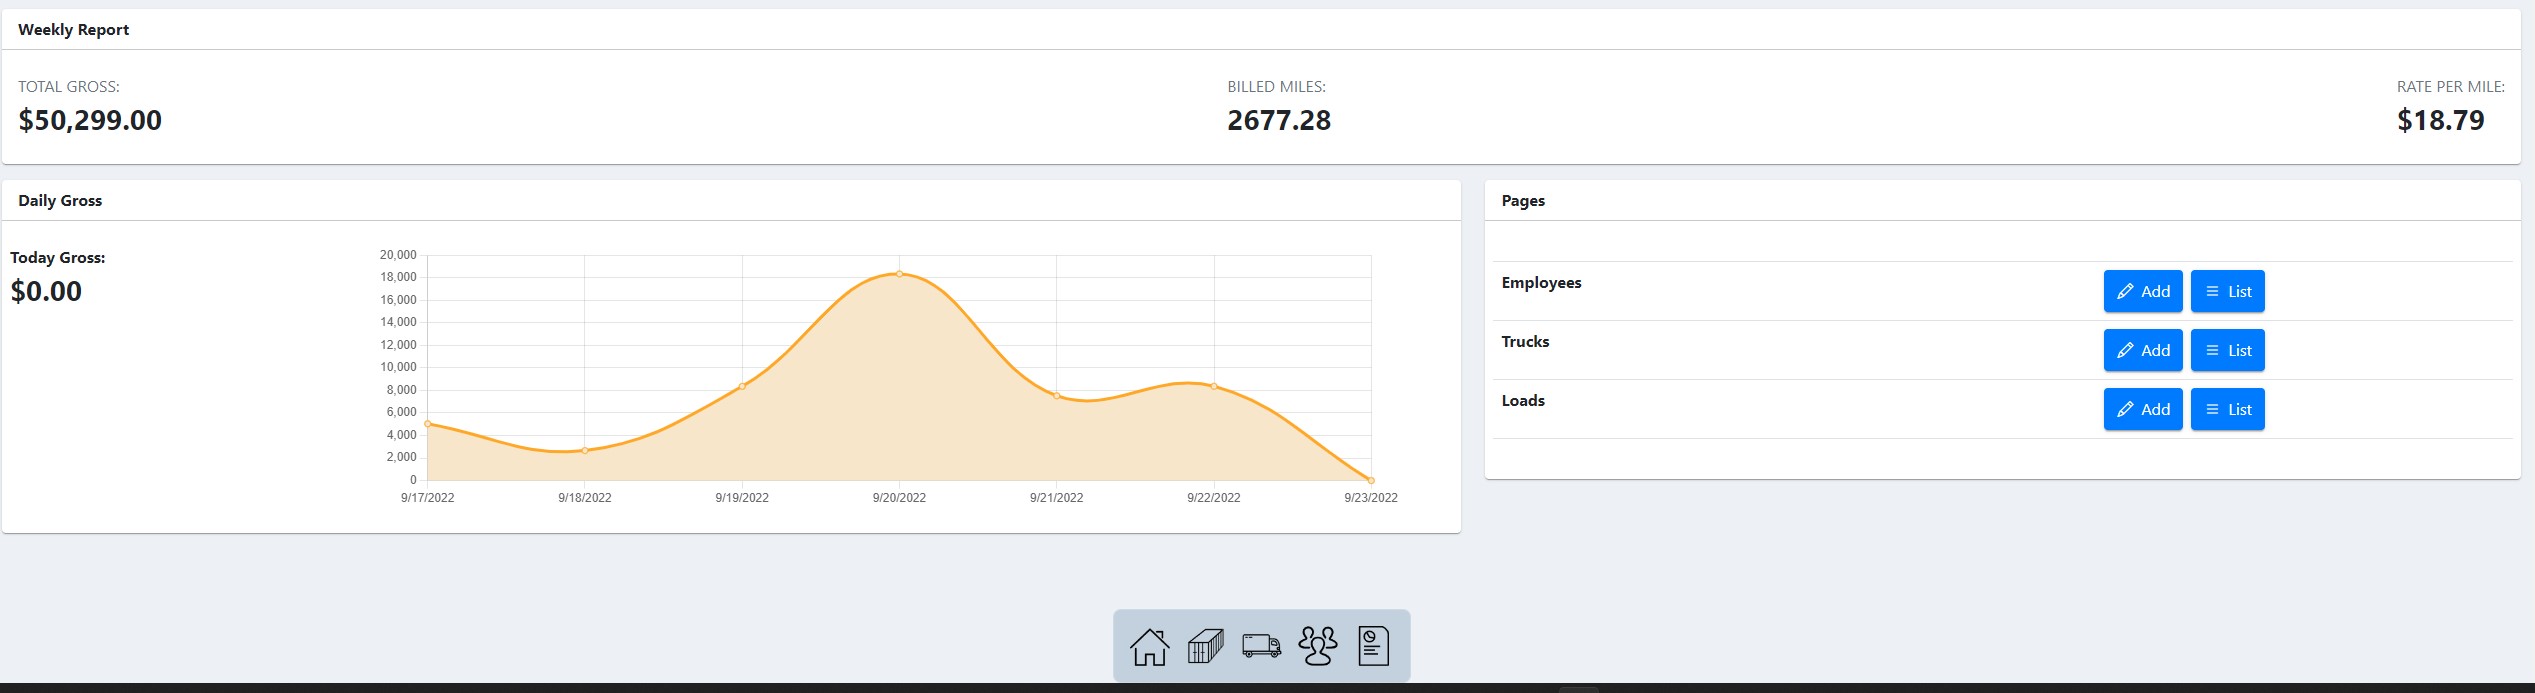 Weekly Report
TOTAL GROSS:
$50,299.00
BILLED MILES:
2677.28
RATE PER MILE:
$18.79
Daily Gross
Today Gross:
$0.00
20,000
18,000
16,000
14,000
12,000
10,000
8,000
6,000
4,000
2,000
0
9/17/2022 9/18/2022 9/19/2022 9/20/2022 9/21/2022 9/22/2022 9/23/2022
Pages
Employees Add List
Trucks Add List
Loads Add List